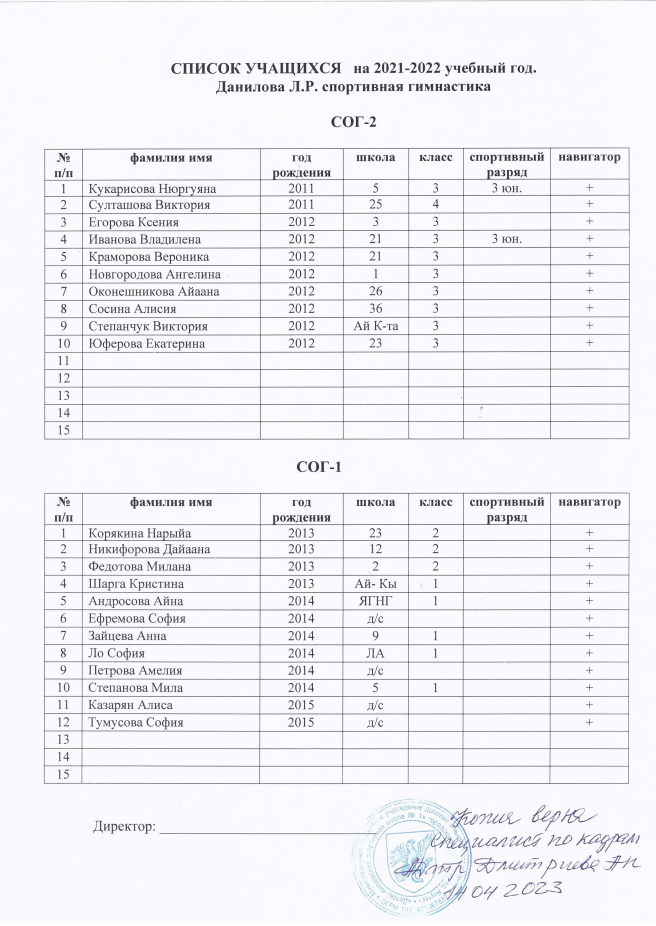 СПИСОК УЧАЩИХСЯ на 2021-2022 учебный год.
Данилова Л.Р. спортивная гимнастика
СОГ-2
№ п/п фамилия имя год рождения школа класс спортивный разряд навигатор
1 Кукарисова Нюргуяна 2011 5 3 3 юн. +
2 Султашова Виктория 2011 25 4 +
3 Егорова Ксения 2012 3 3 +
4 Иванова Владилена 2012 21 3 3 юн. +
5 Краморова Вероника 2012 21 3 +
6 Новгородова Ангелина 2012 1 3 +
7 Оконешникова Айаана 2012 26 3 +
8 Сосина Алисия 2012 36 3 +
9 Степанчук Виктория 2012 Ай К-та 3 +
10 Юферова Екатерина 2012 23 3 +
11
12
13
14
15
СОГ-1
№ п/п фамилия имя год рождения школа класс спортивный разряд навигатор
1 Корякина Нарыйа 2013 23 2 +
2 Никифорова Дайаана 2013 12 2 +
3 Федотова Милана 2013 2 2 +
4 Шарга Кристина 2013 Ай- Кы 1 +
5 Андросова Айна 2014 ЯГНГ 1 +
6 Ефремова София 2014 д/с +
7 Зайцева Анна 2014 9 1 +
8 Ло София 2014 ЛА 1 +
9 Петрова Амелия 2014 д/с +
10 Степанова Мила 2014 5 1 +
11 Казарян Алиса 2015 д/с +
12 Тумусова София 2015 д/с +
13
14
15
Директор:
Копия верна
Специалист по кадрам
Дмитриева АН
04 2023